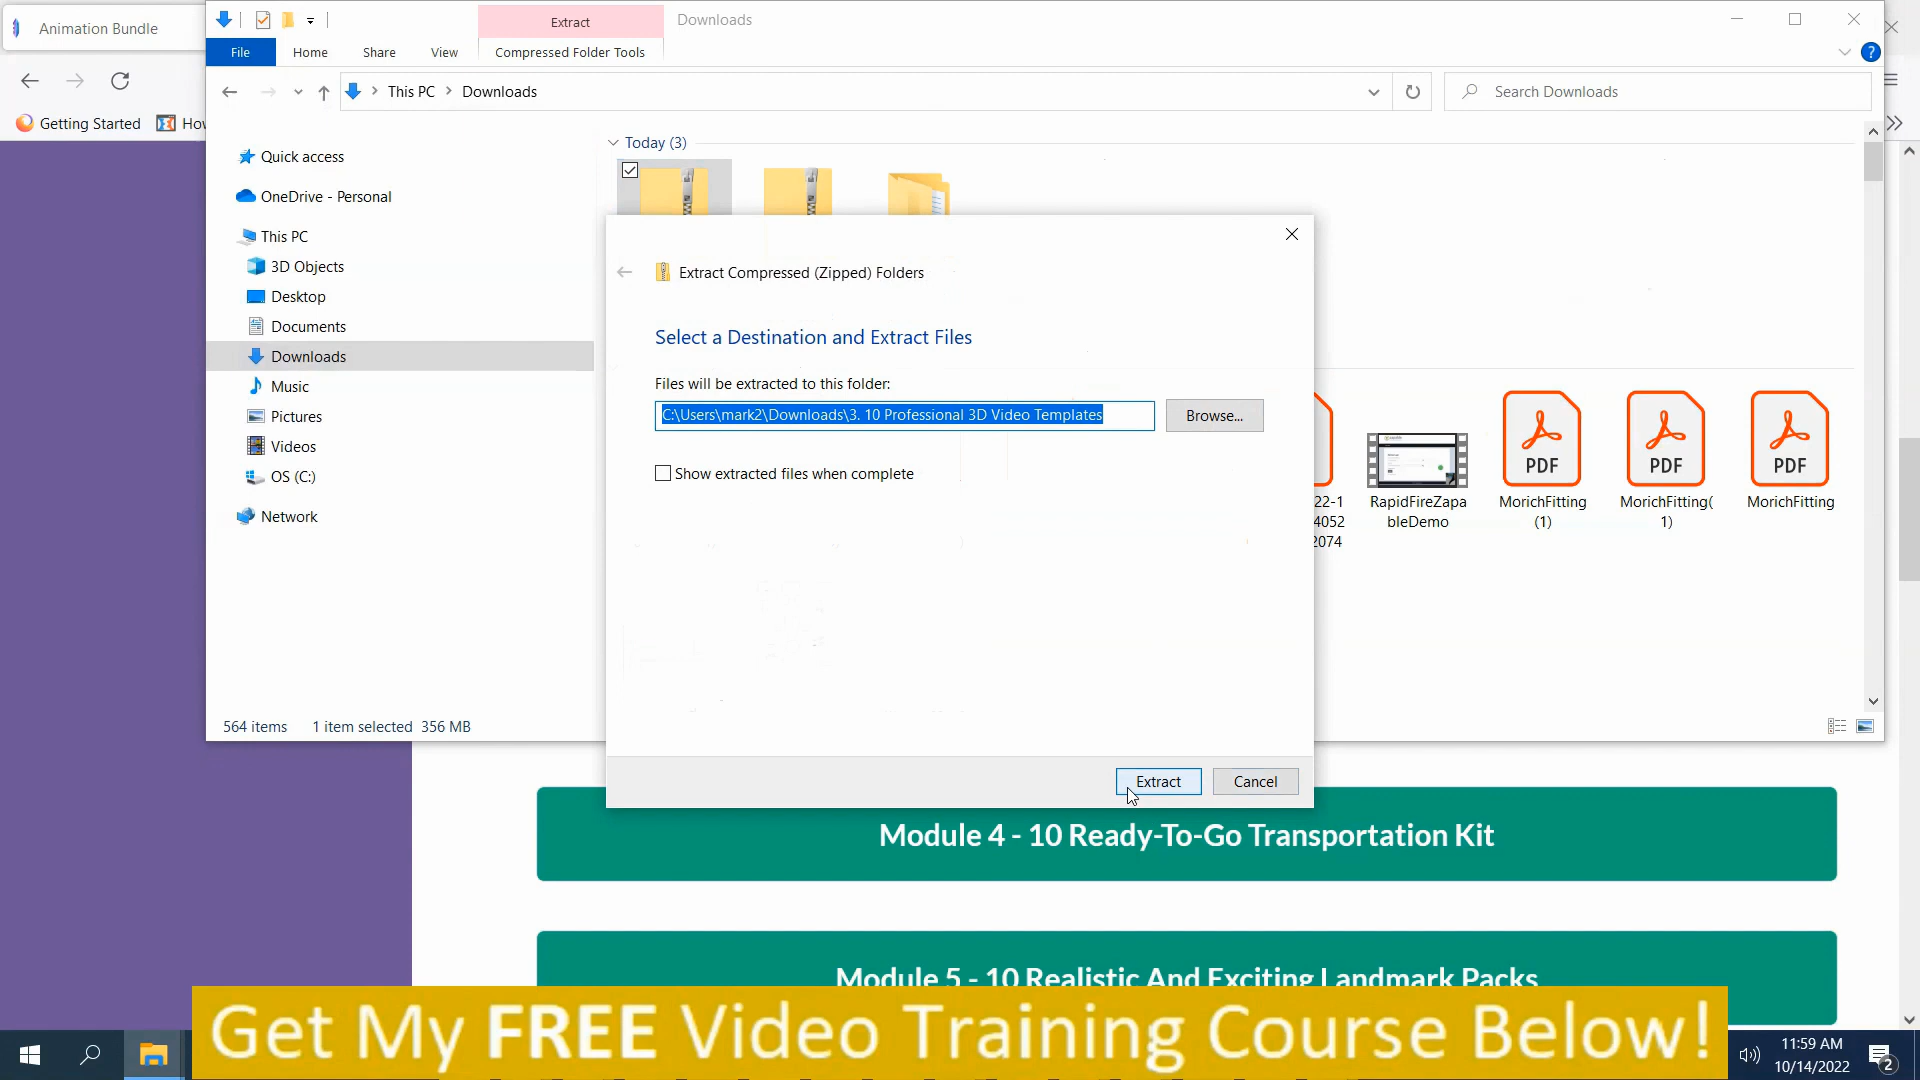 Animation Bundle
Extract
Downloads
File
Home
Share
View
Compressed Folder Tools
This PC
Downloads
Search Downloads
Getting Started
How
Quick access
OneDrive - Personal
This PC
3D Objects
Desktop
Documents
Downloads
Music
Pictures
Videos
OS (C:)
Network
Today (3)
Extract Compressed (Zipped) Folders
Select a Destination and Extract Files
Files will be extracted to this folder:
C:\Users\mark2\Downloads\3. 10 Professional 3D Video Templates
Browse...
Show extracted files when complete
Extract
Cancel
22-1
4052
2074
RapidFireZapa
bleDemo
PDF
MorichFitting
(1)
PDF
MorichFitting(
1)
PDF
MorichFitting
564 items
1 item selected 356 MB
Module 4 - 10 Ready-To-Go Transportation Kit
Module 5 - 10 Realistic And Exciting Landmark Packs
Get My FREE Video Training Course Below!
11:59 AM
10/14/2022
2